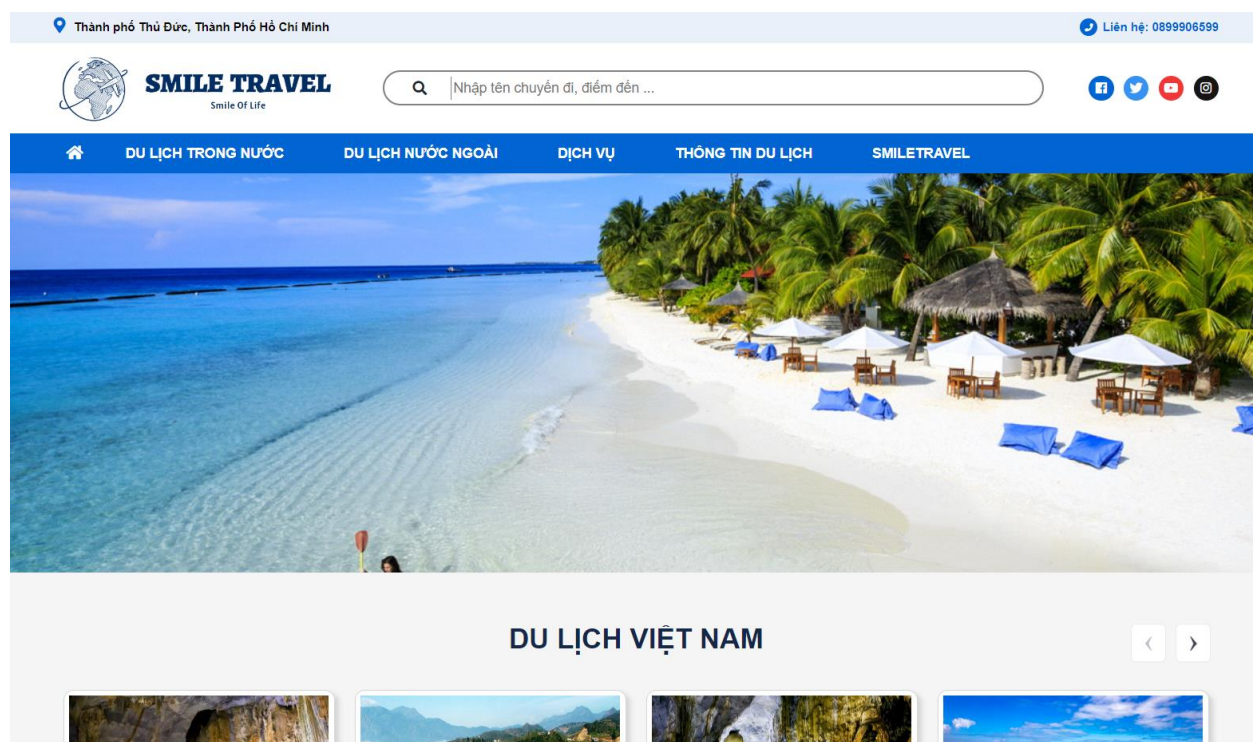 Thành phố Thủ Đức, Thành Phố Hồ Chí Minh
Liên hệ: 0899906599
SMILE TRAVEL
Smile Of Life
Nhập tên chuyến đi, điểm đến ...
DU LỊCH TRONG NƯỚC
DU LỊCH NƯỚC NGOÀI
DỊCH VỤ
THÔNG TIN DU LỊCH
SMILETRAVEL
DU LỊCH VIỆT NAM